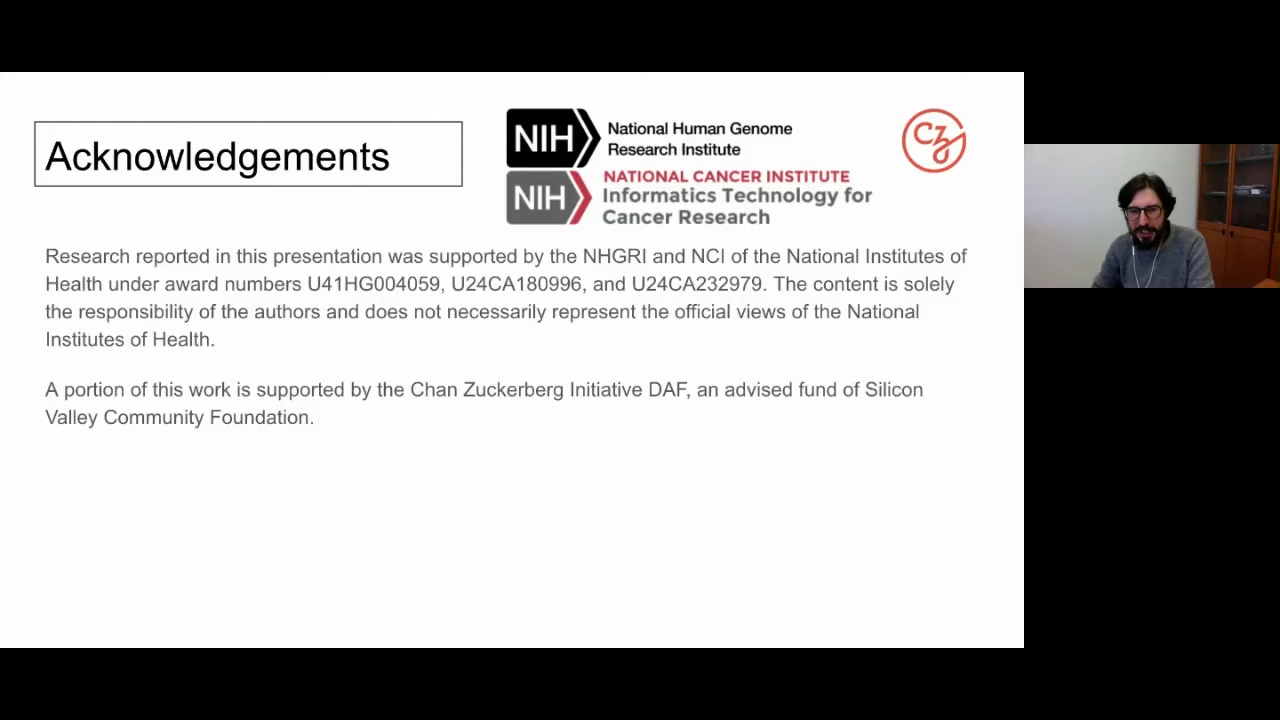 Acknowledgements
NIH
National Human Genome
Research Institute
NIH
NATIONAL CANCER INSTITUTE
Informatics Technology for
Cancer Research
CZ
Research reported in this presentation was supported by the NHGRI and NCI of the National Institutes of
Health under award numbers U41HG004059, U24CA180996, and U24CA232979. The content is solely
the responsibility of the authors and does not necessarily represent the official views of the National
Institutes of Health.
A portion of this work is supported by the Chan Zuckerberg Initiative DAF, an advised fund of Silicon
Valley Community Foundation.